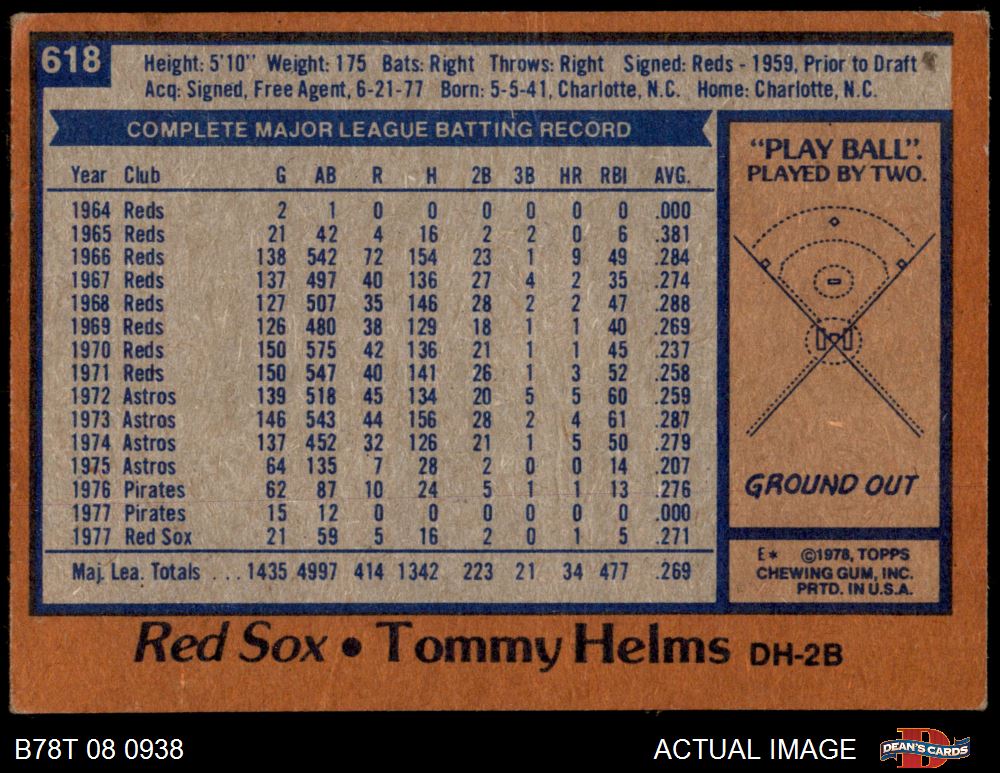 618
Height: 5'10" Weight: 175 Bats: Right Throws: Right Signed: Reds - 1959, Prior to Draft
Acq: Signed, Free Agent, 6-21-77 Born: 5-5-41, Charlotte, N.C. Home: Charlotte, N.C.
COMPLETE MAJOR LEAGUE BATTING RECORD
Year Club G AB R H 2B 3B HR RBI AVG.
1964 Reds 2 1 0 0 0 0 0 0 .000
1965 Reds 21 42 4 16 2 2 0 6 .381
1966 Reds 138 542 72 154 23 1 9 49 .284
1967 Reds 137 497 40 136 27 4 2 35 .274
1968 Reds 127 507 35 146 28 2 2 47 .288
1969 Reds 126 480 38 129 18 1 1 40 .269
1970 Reds 150 575 42 136 21 1 1 45 .237
1971 Reds 150 547 40 141 26 1 3 52 .258
1972 Astros 139 518 45 134 20 5 5 60 .259
1973 Astros 146 543 44 156 28 2 4 61 .287
1974 Astros 137 452 32 126 21 1 5 50 .279
1975 Astros 64 135 7 28 2 0 0 14 .207
1976 Pirates 62 87 10 24 5 1 1 13 .276
1977 Pirates 15 12 0 0 0 0 0 0 .000
1977 Red Sox 21 59 5 16 2 0 1 5 .271
Maj. Lea. Totals ... 1435 4997 414 1342 223 21 34 477 .269
"PLAY BALL".
PLAYED BY TWO.
GROUND OUT
E* ©1978, TOPPS
CHEWING GUM, INC.
PRTD. IN U.S.A.
Red Sox • Tommy Helms DH-2B
B78T 08 0938
ACTUAL IMAGE
DEAN'S CARDS